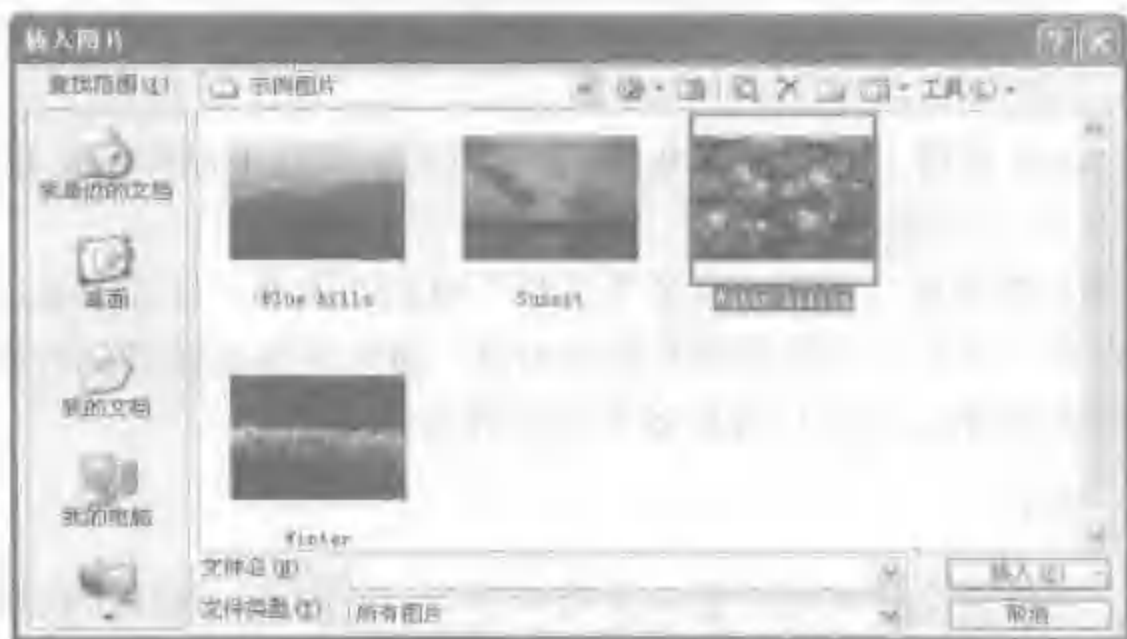 插入图片
查找范围(I) 示例图片 工具(L)
我最近的文档
桌面
我的文档
我的电脑
Blue hills
Sunset
Water lilies
Winter
文件名(N)
文件类型(T) 所有图片
插入(S)
取消